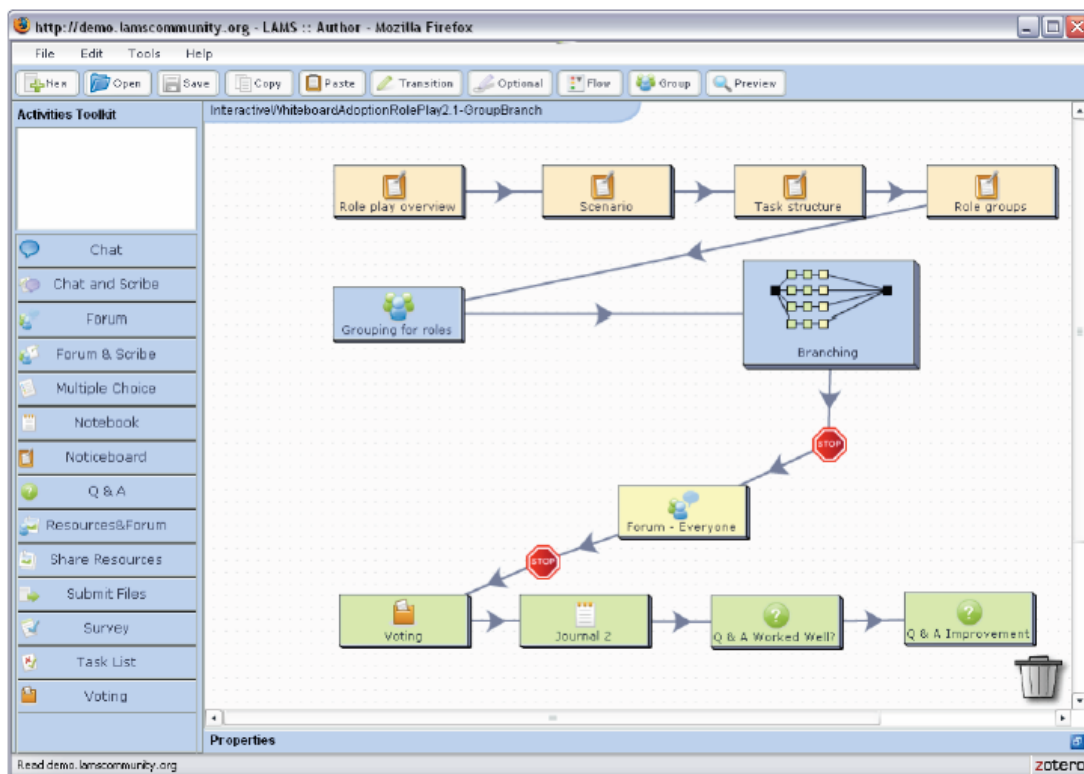 http://demo.lamscommunity.org - LAMS :: Author - Mozilla Firefox
File Edit Tools Help
New Open Save Copy Paste Transition Optional Flow Group Preview
Activities Toolkit
InteractiveWhiteboardAdoptionRolePlay2.1-GroupBranch
Role play overview
Scenario
Task structure
Role groups
Chat
Chat and Scribe
Forum
Forum & Scribe
Multiple Choice
Notebook
Noticeboard
Q & A
Resources&Forum
Share Resources
Submit Files
Survey
Task List
Voting
Grouping for roles
Branching
STOP
Forum - Everyone
STOP
Voting
Journal 2
Q & A Worked Well?
Q & A Improvement
Properties
Read demo.lamscommunity.org
zotero